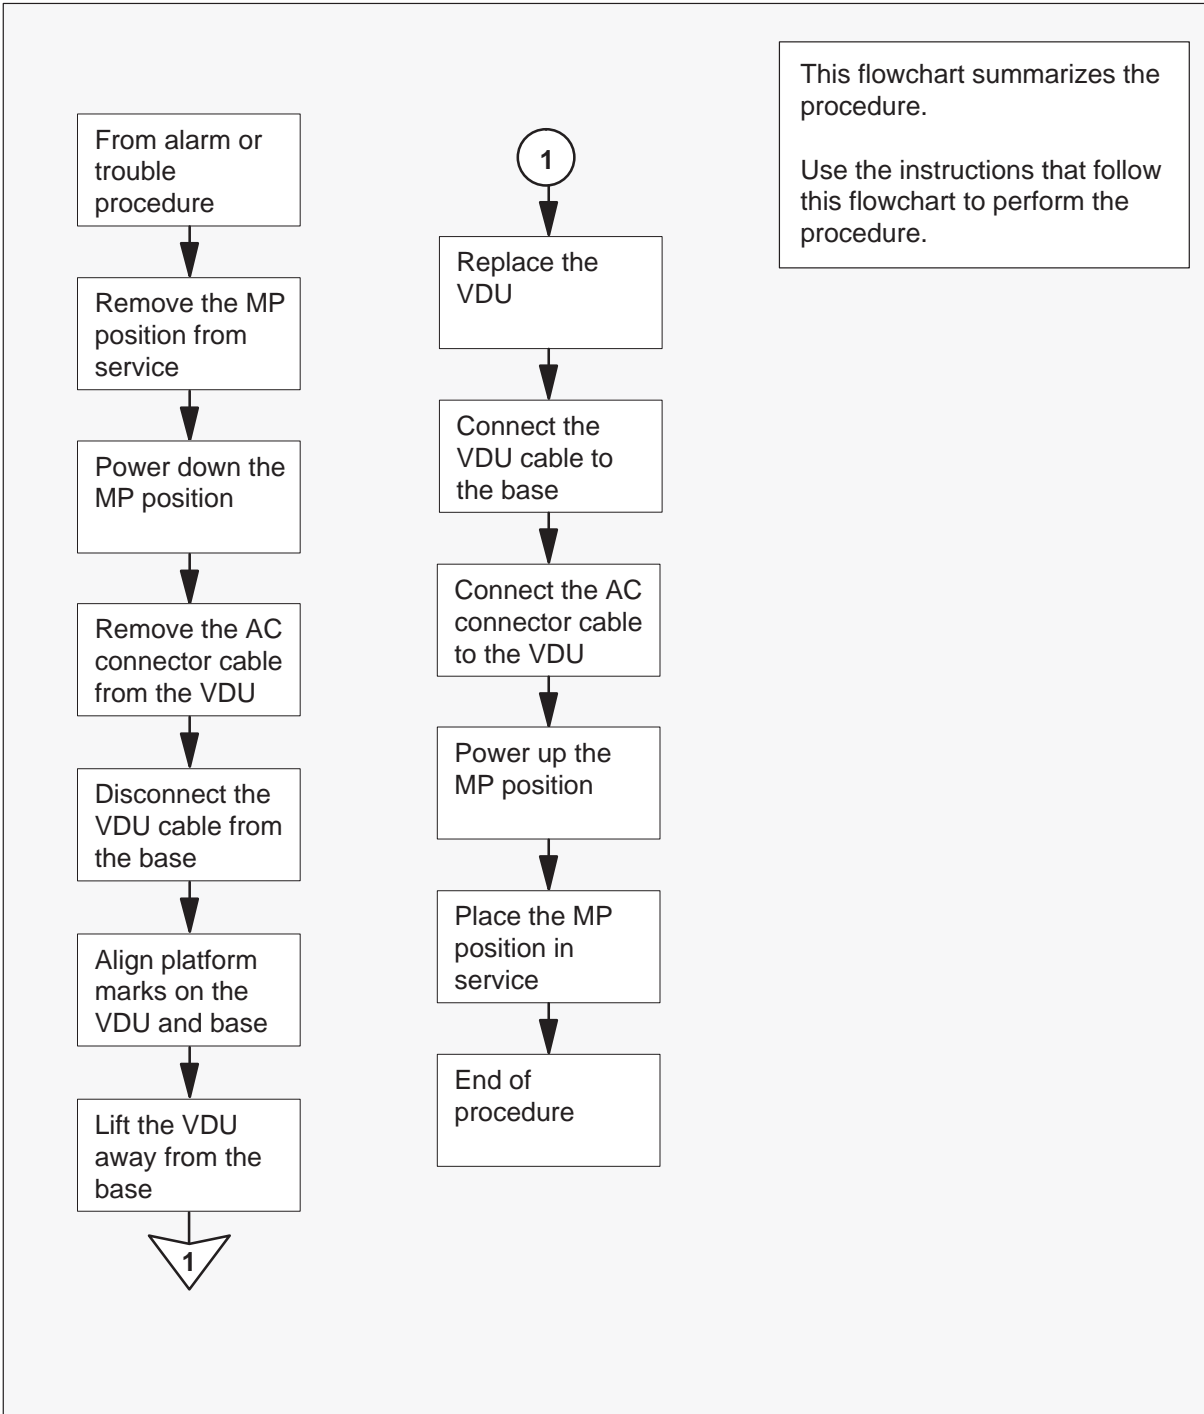 From alarm or
trouble
procedure
Remove the MP
position from
service
Power down the
MP position
Remove the AC
connector cable
from the VDU
Disconnect the
VDU cable from
the base
Align platform
marks on the
VDU and base
Lift the VDU
away from the
base
1
1
Replace the
VDU
Connect the
VDU cable to
the base
Connect the AC
connector cable
to the VDU
Power up the
MP position
Place the MP
position in
service
End of
procedure
This flowchart summarizes the
procedure.
Use the instructions that follow
this flowchart to perform the
procedure.